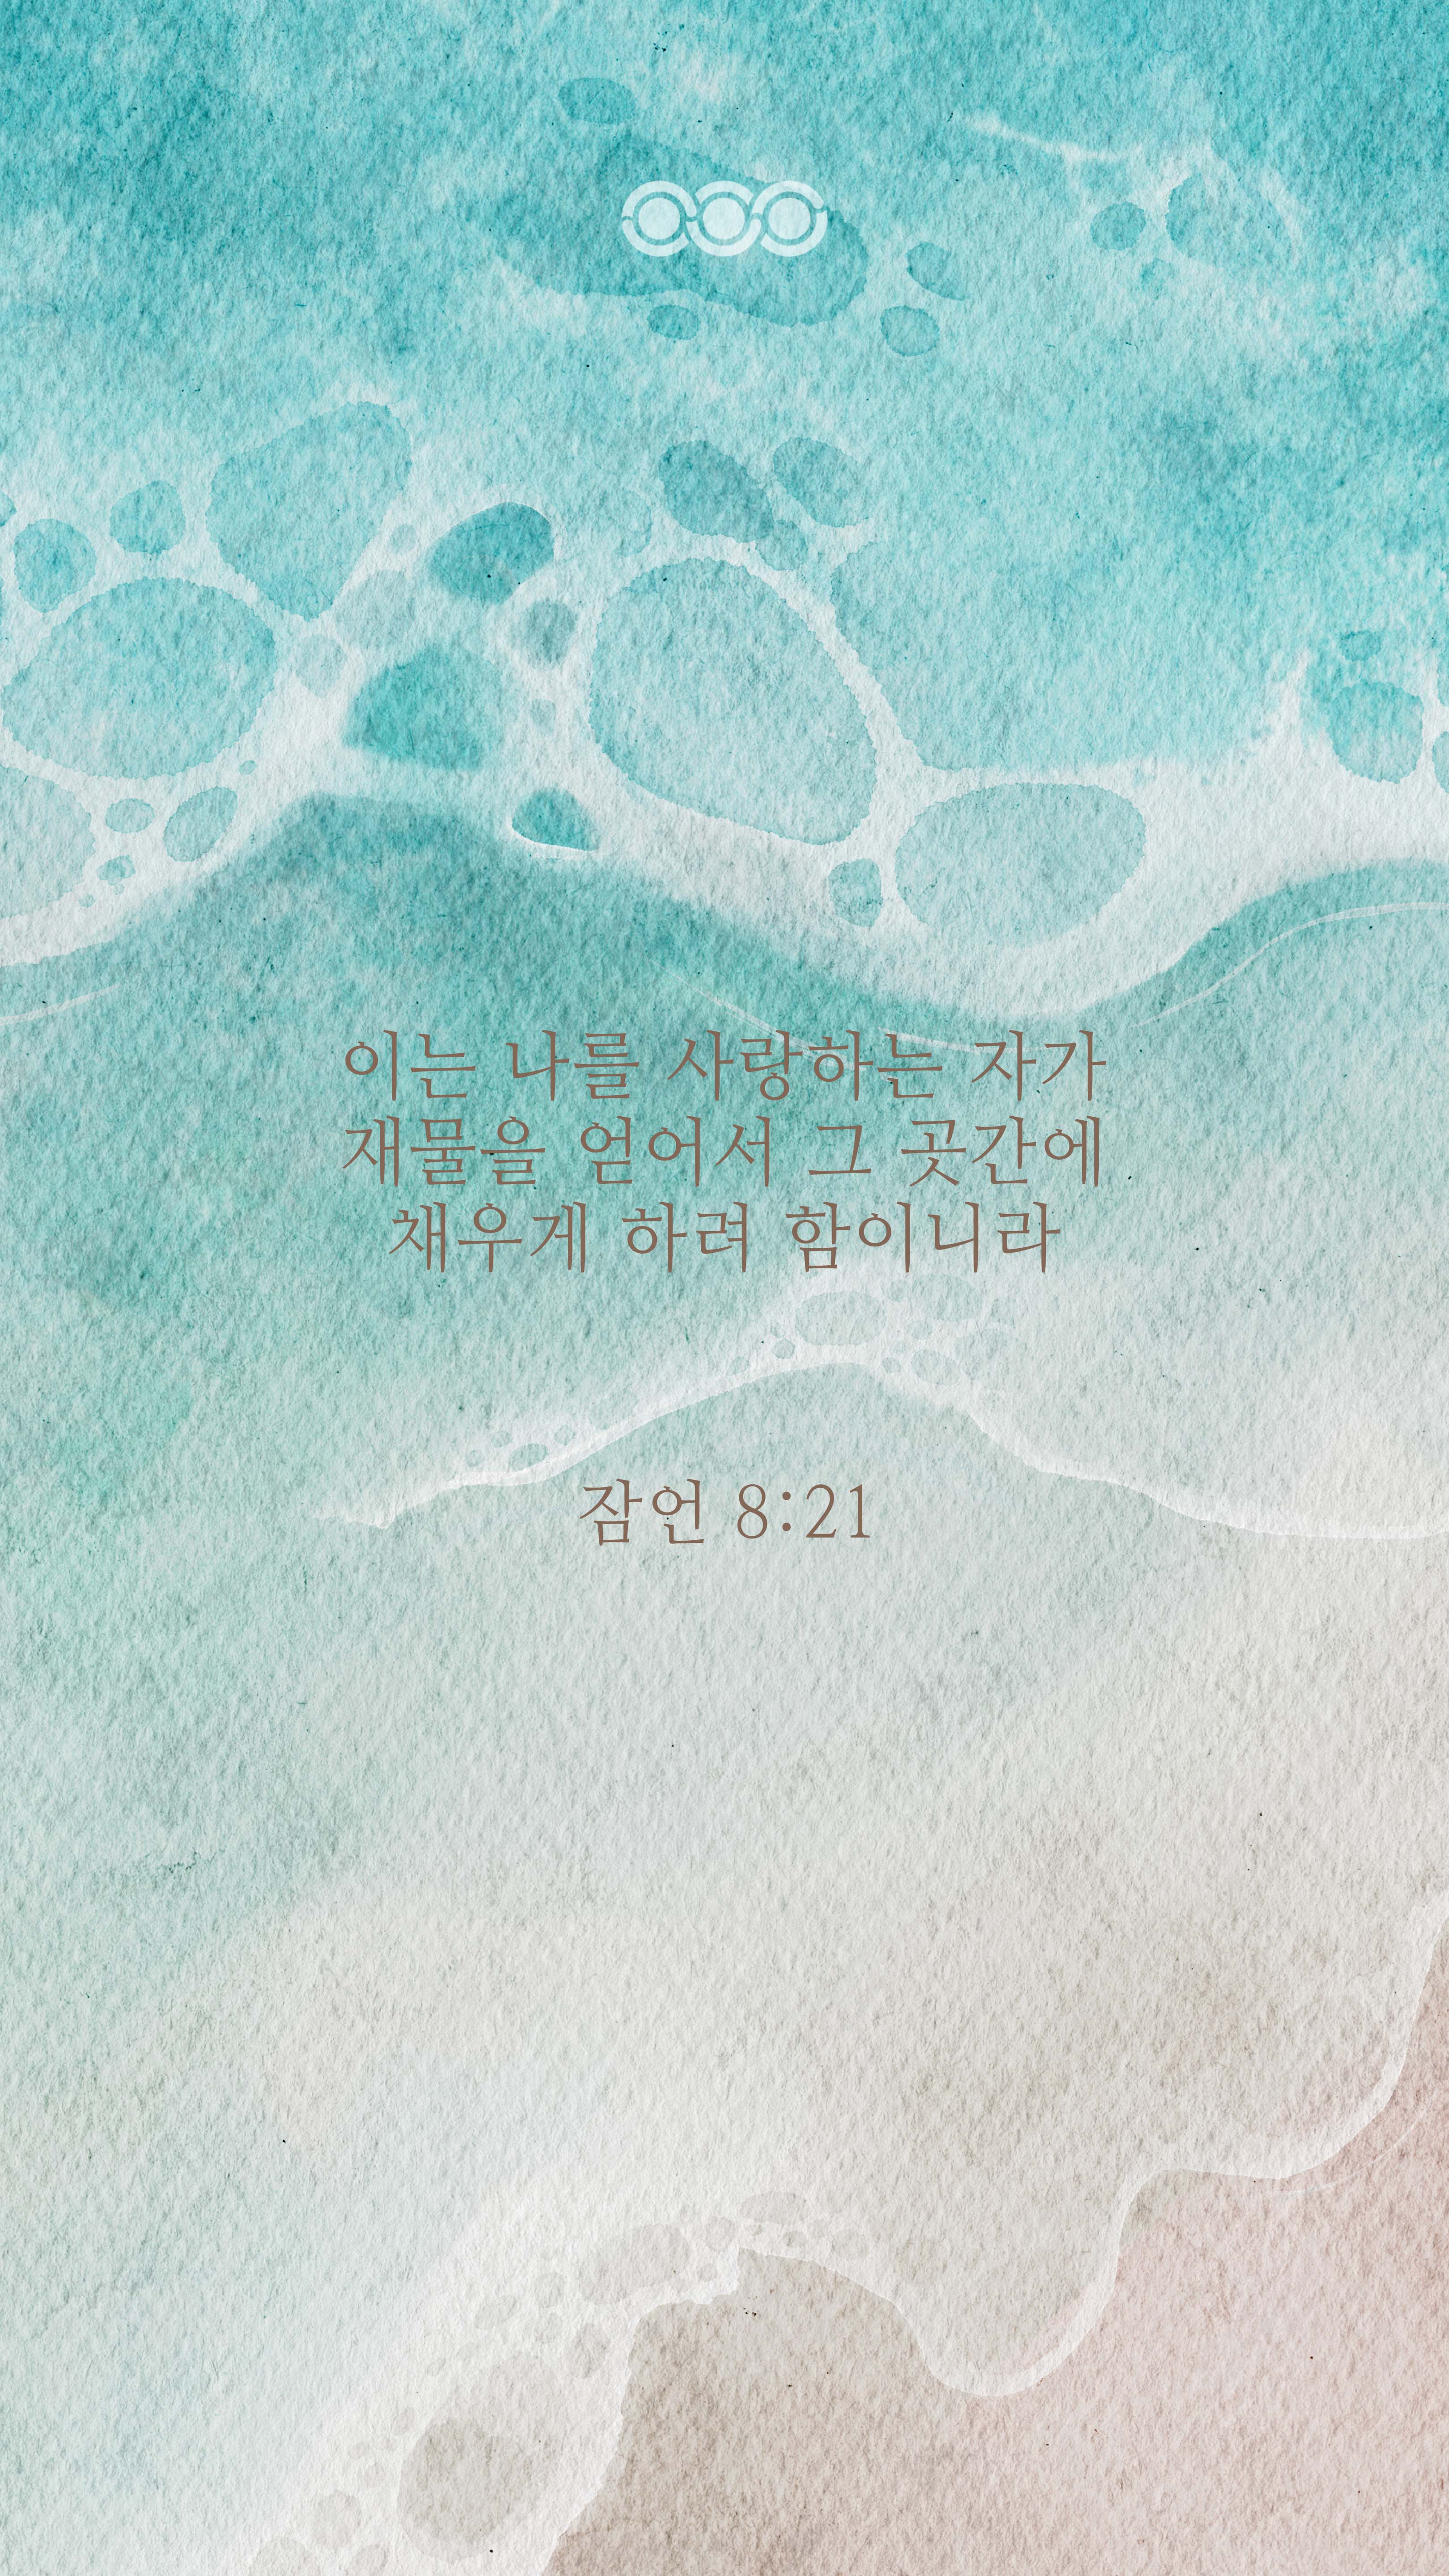 이는 나를 사랑하는 자가
재물을 얻어서 그 곳간에
채우게 하려 함이니라
잠언 8:21